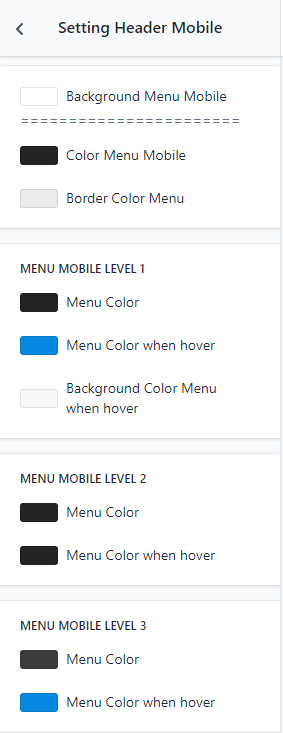 Setting Header Mobile
Background Menu Mobile
=======================
Color Menu Mobile
Border Color Menu
MENU MOBILE LEVEL 1
Menu Color
Menu Color when hover
Background Color Menu
when hover
MENU MOBILE LEVEL 2
Menu Color
Menu Color when hover
MENU MOBILE LEVEL 3
Menu Color
Menu Color when hover